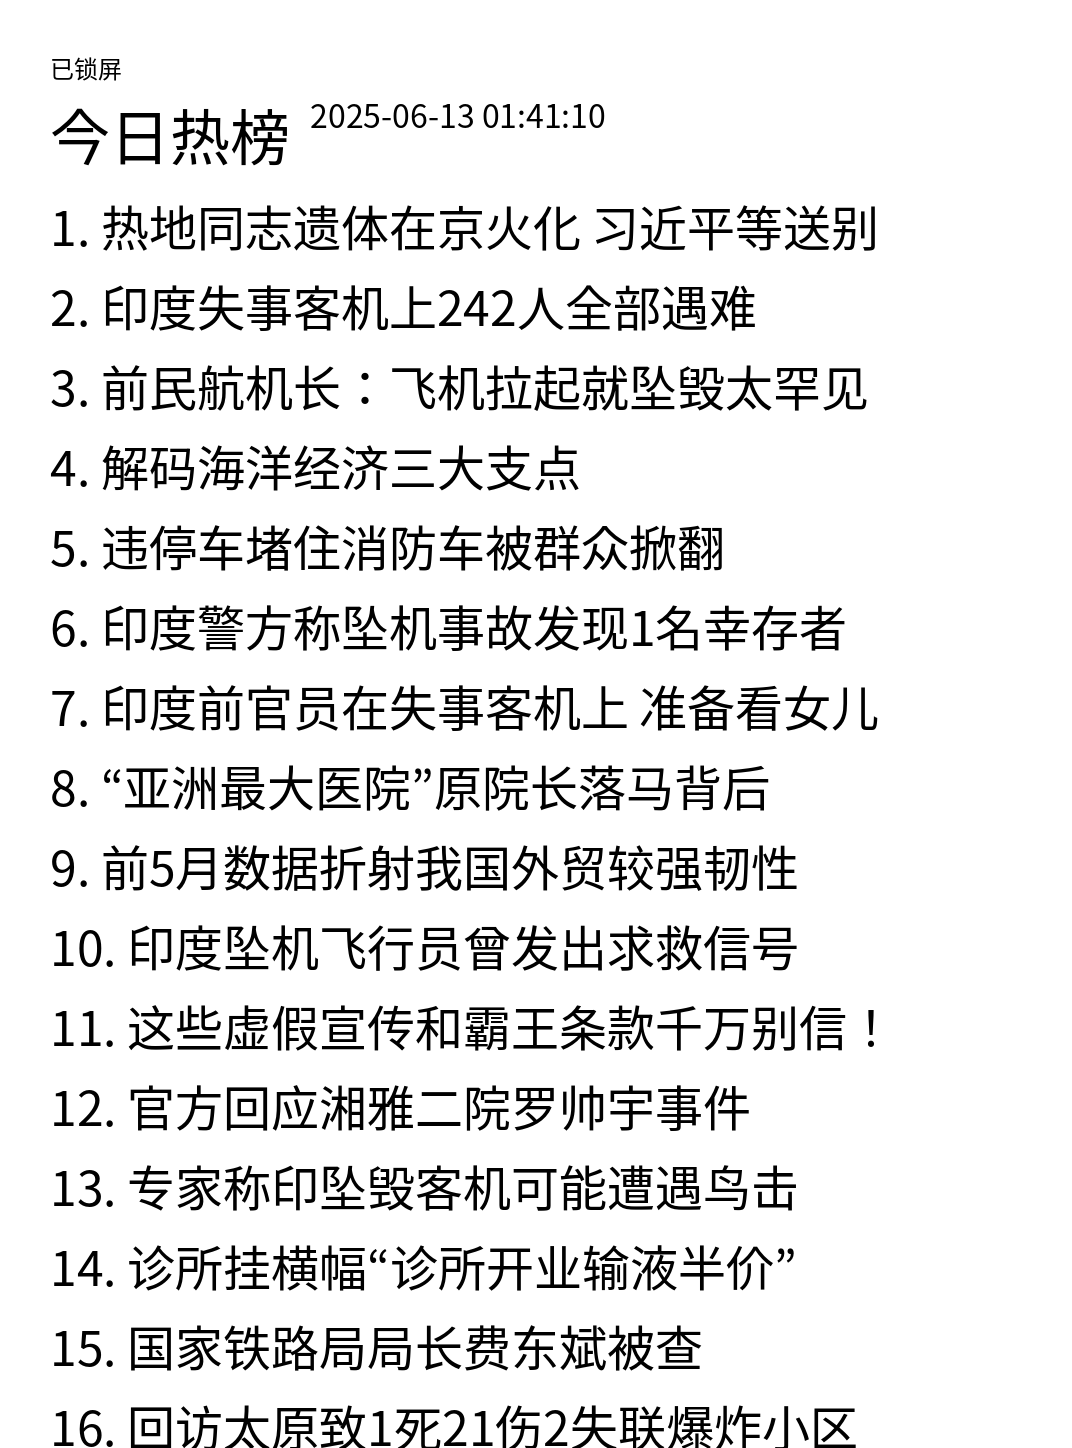 已锁屏
今日热榜 2025-06-13 01:41:10
1. 热地同志遗体在京火化 习近平等送别
2. 印度失事客机上242人全部遇难
3. 前民航机长：飞机拉起就坠毁太罕见
4. 解码海洋经济三大支点
5. 违停车堵住消防车被群众掀翻
6. 印度警方称坠机事故发现1名幸存者
7. 印度前官员在失事客机上 准备看女儿
8. “亚洲最大医院”原院长落马背后
9. 前5月数据折射我国外贸较强韧性
10. 印度坠机飞行员曾发出求救信号
11. 这些虚假宣传和霸王条款千万别信！
12. 官方回应湘雅二院罗帅宇事件
13. 专家称印坠毁客机可能遭遇鸟击
14. 诊所挂横幅“诊所开业输液半价”
15. 国家铁路局局长费东斌被查
16. 回访太原致1死21伤2失联爆炸小区